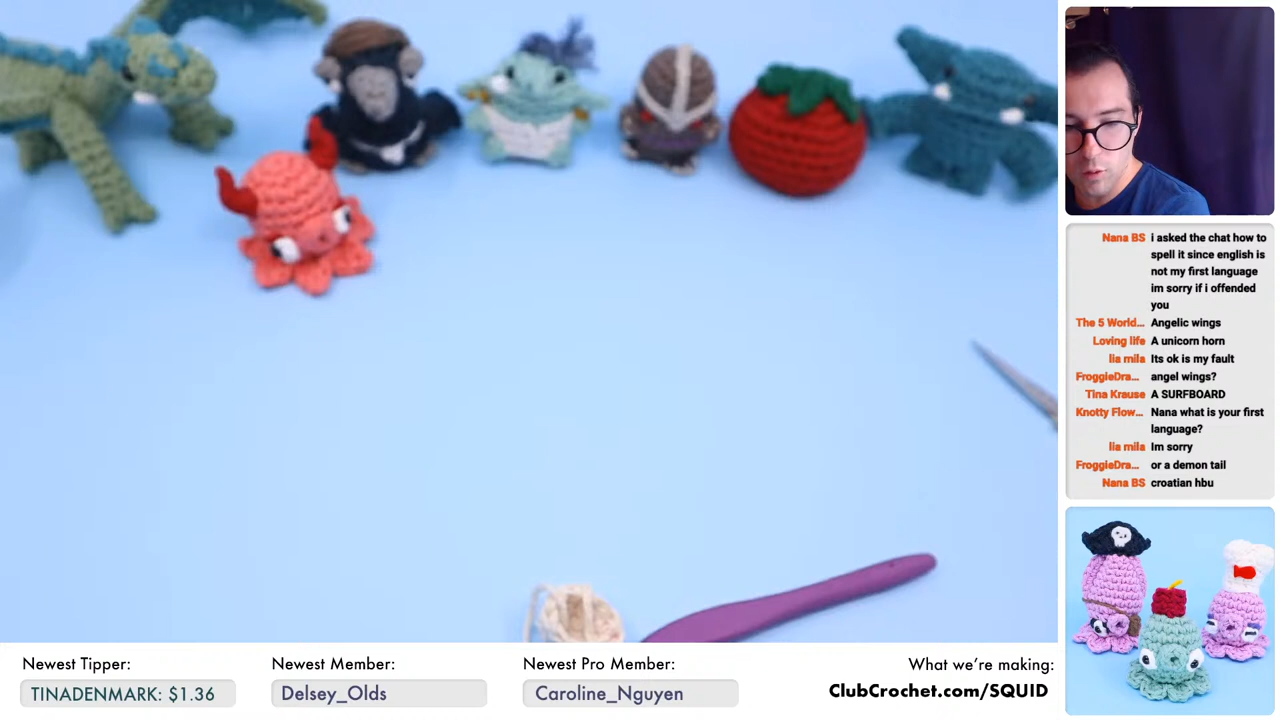 Nana BS i asked the chat how to
spell it since english is
not my first language
im sorry if i offended
you
The 5 World... Angelic wings
Loving life A unicorn horn
lia mila Its ok is my fault
FroggieDra... angel wings?
Tina Krause A SURFBOARD
Knotty Flow... Nana what is your first
language?
lia mila Im sorry
FroggieDra... or a demon tail
Nana BS croatian hbu
Newest Tipper:
TINADENMARK: $1.36
Newest Member:
Delsey_Olds
Newest Pro Member:
Caroline_Nguyen
What we're making:
ClubCrochet.com/SQUID